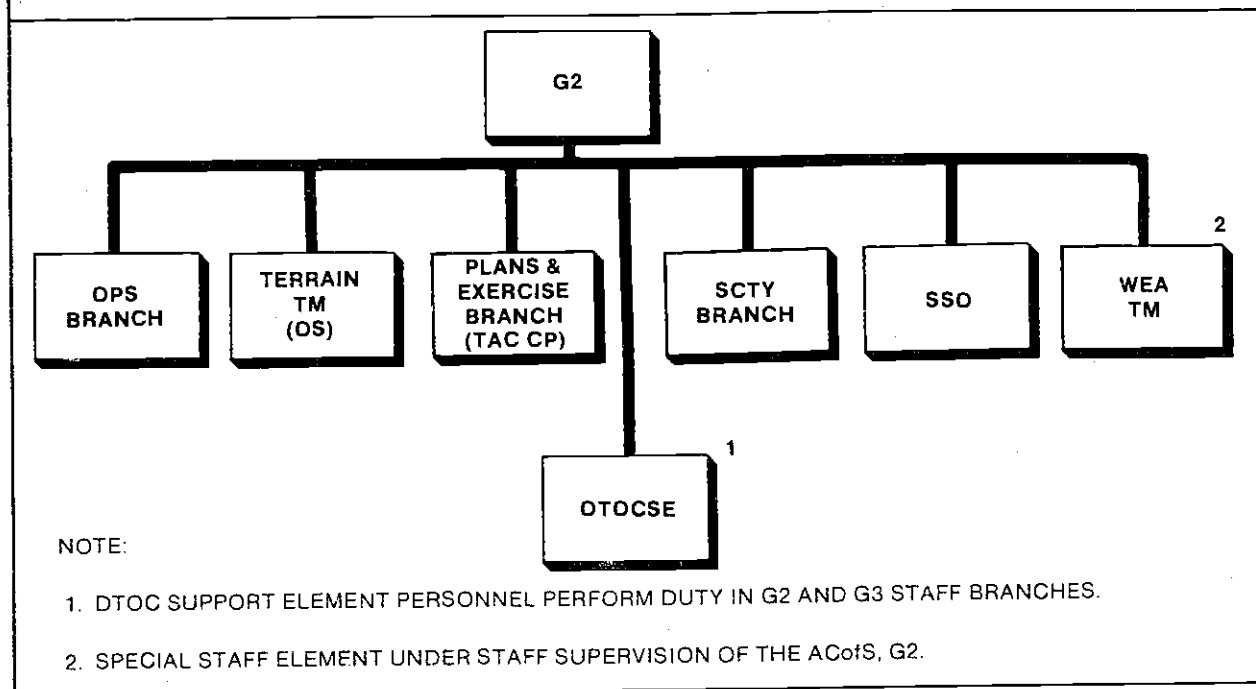 G2
OPS
BRANCH
TERRAIN
TM
(OS)
PLANS &
EXERCISE
BRANCH
(TAC CP)
SCTY
BRANCH
SSO
2
WEA
TM
1
OTOCSE
NOTE:
1. DTOC SUPPORT ELEMENT PERSONNEL PERFORM DUTY IN G2 AND G3 STAFF BRANCHES.
2. SPECIAL STAFF ELEMENT UNDER STAFF SUPERVISION OF THE ACofS, G2.